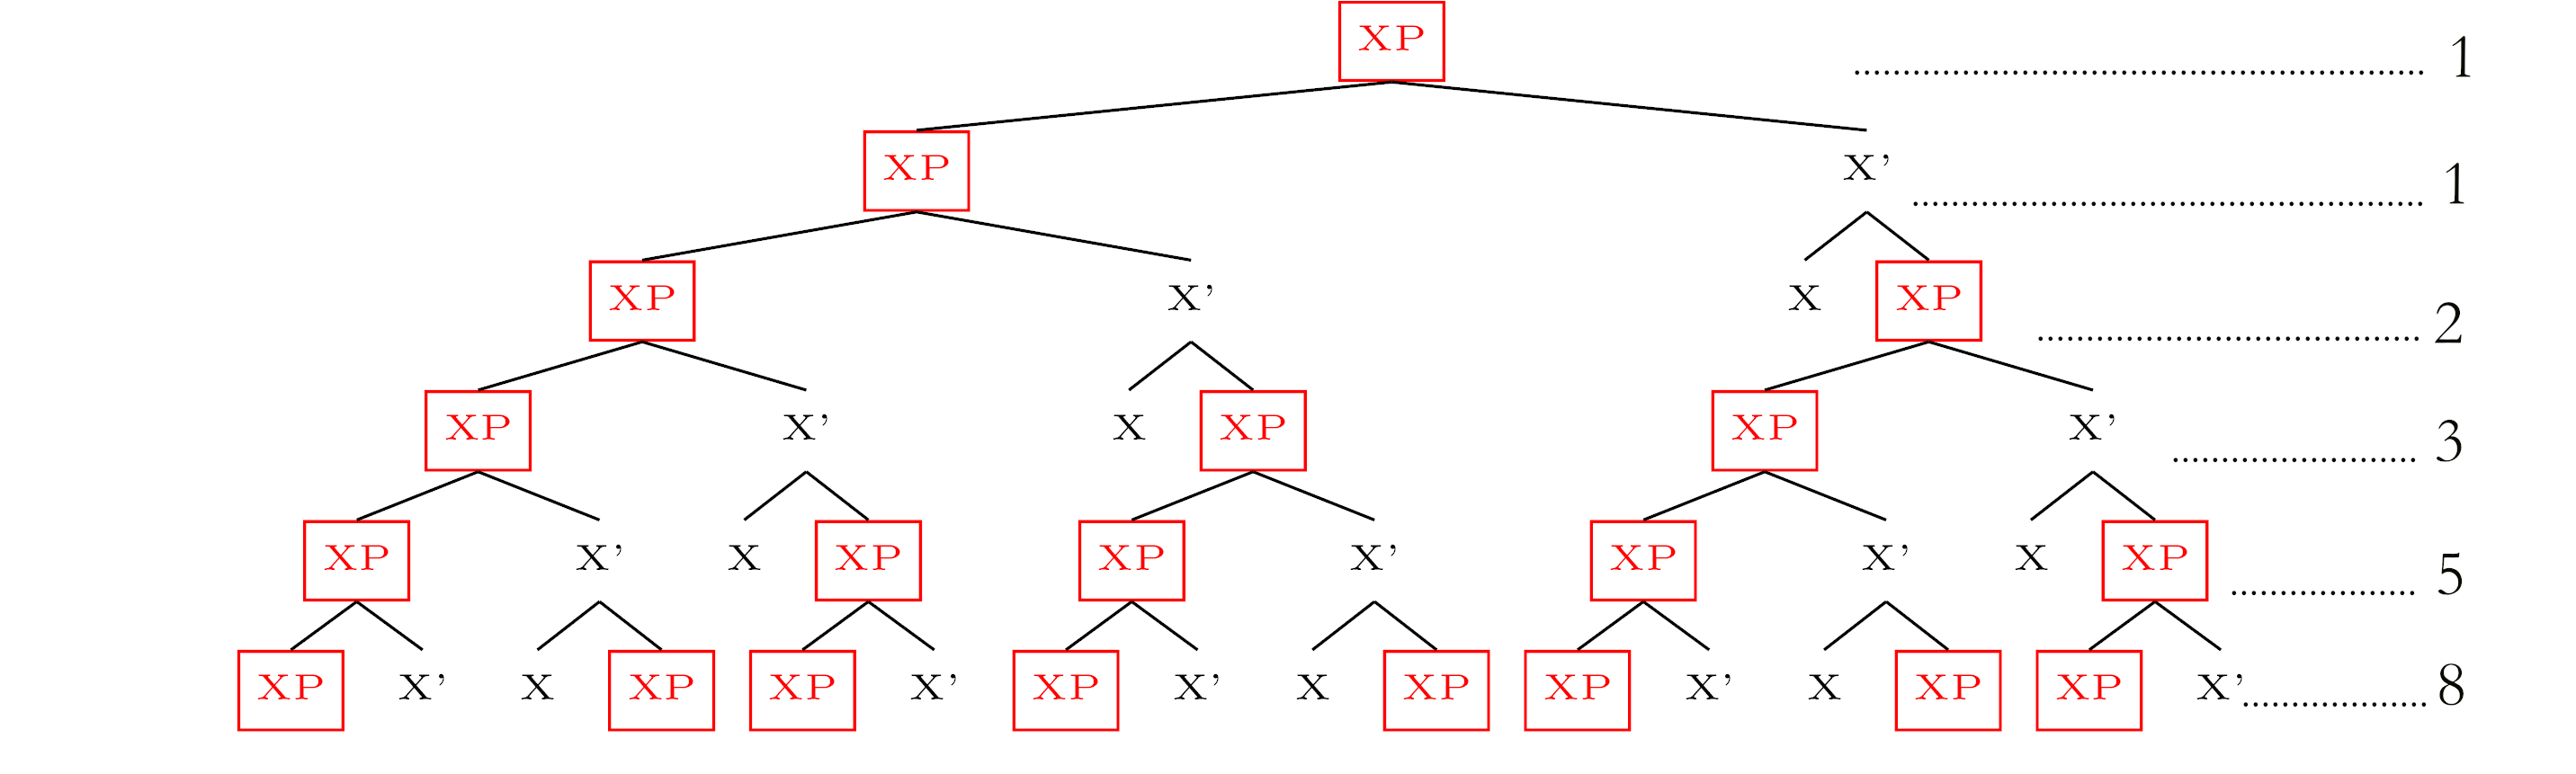 XP 1
XP X' 1
XP X' X XP 2
XP X' X XP XP X' 3
XP X' X XP XP X' XP X' X XP 5
XP X' X XP XP X' XP X' X XP XP X' X XP XP X' 8